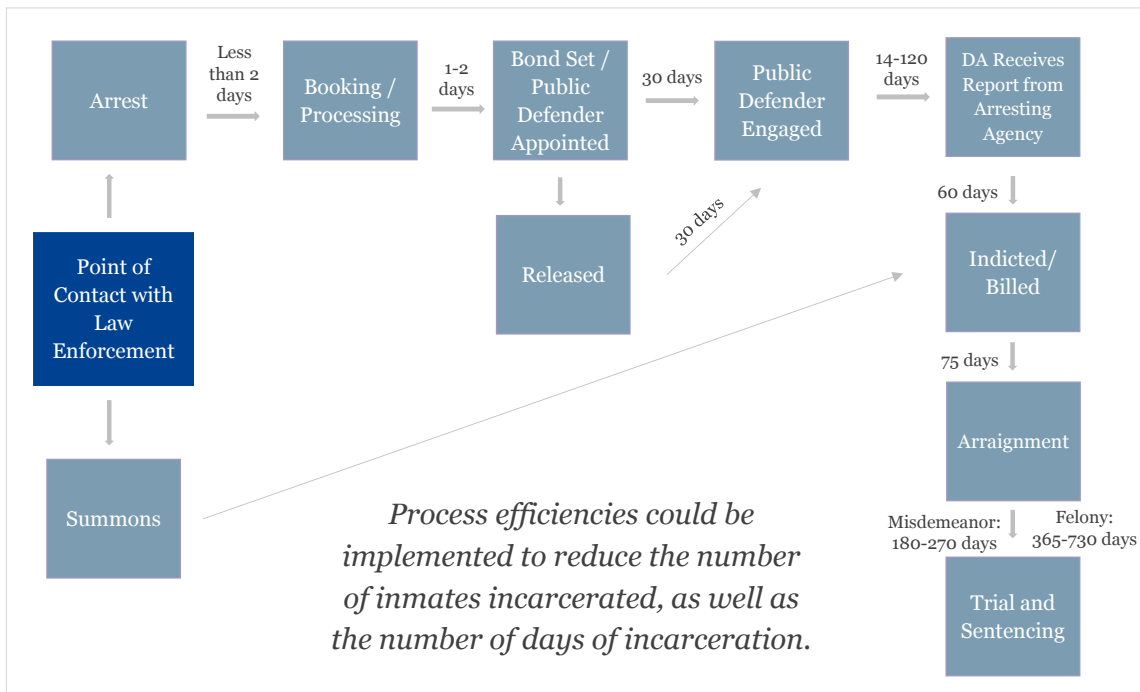 Arrest
Less
than 2
days
Booking /
Processing
1-2
days
Bond Set /
Public
Defender
Appointed
30 days
Public
Defender
Engaged
14-120
days
DA Receives
Report from
Arresting
Agency
60 days
Point of
Contact with
Law
Enforcement
Released
30 days
Indicted/
Billed
75 days
Arraignment
Summons
Misdemeanor:
180-270 days
Felony:
365-730 days
Trial and
Sentencing
Process efficiencies could be
implemented to reduce the number
of inmates incarcerated, as well as
the number of days of incarceration.